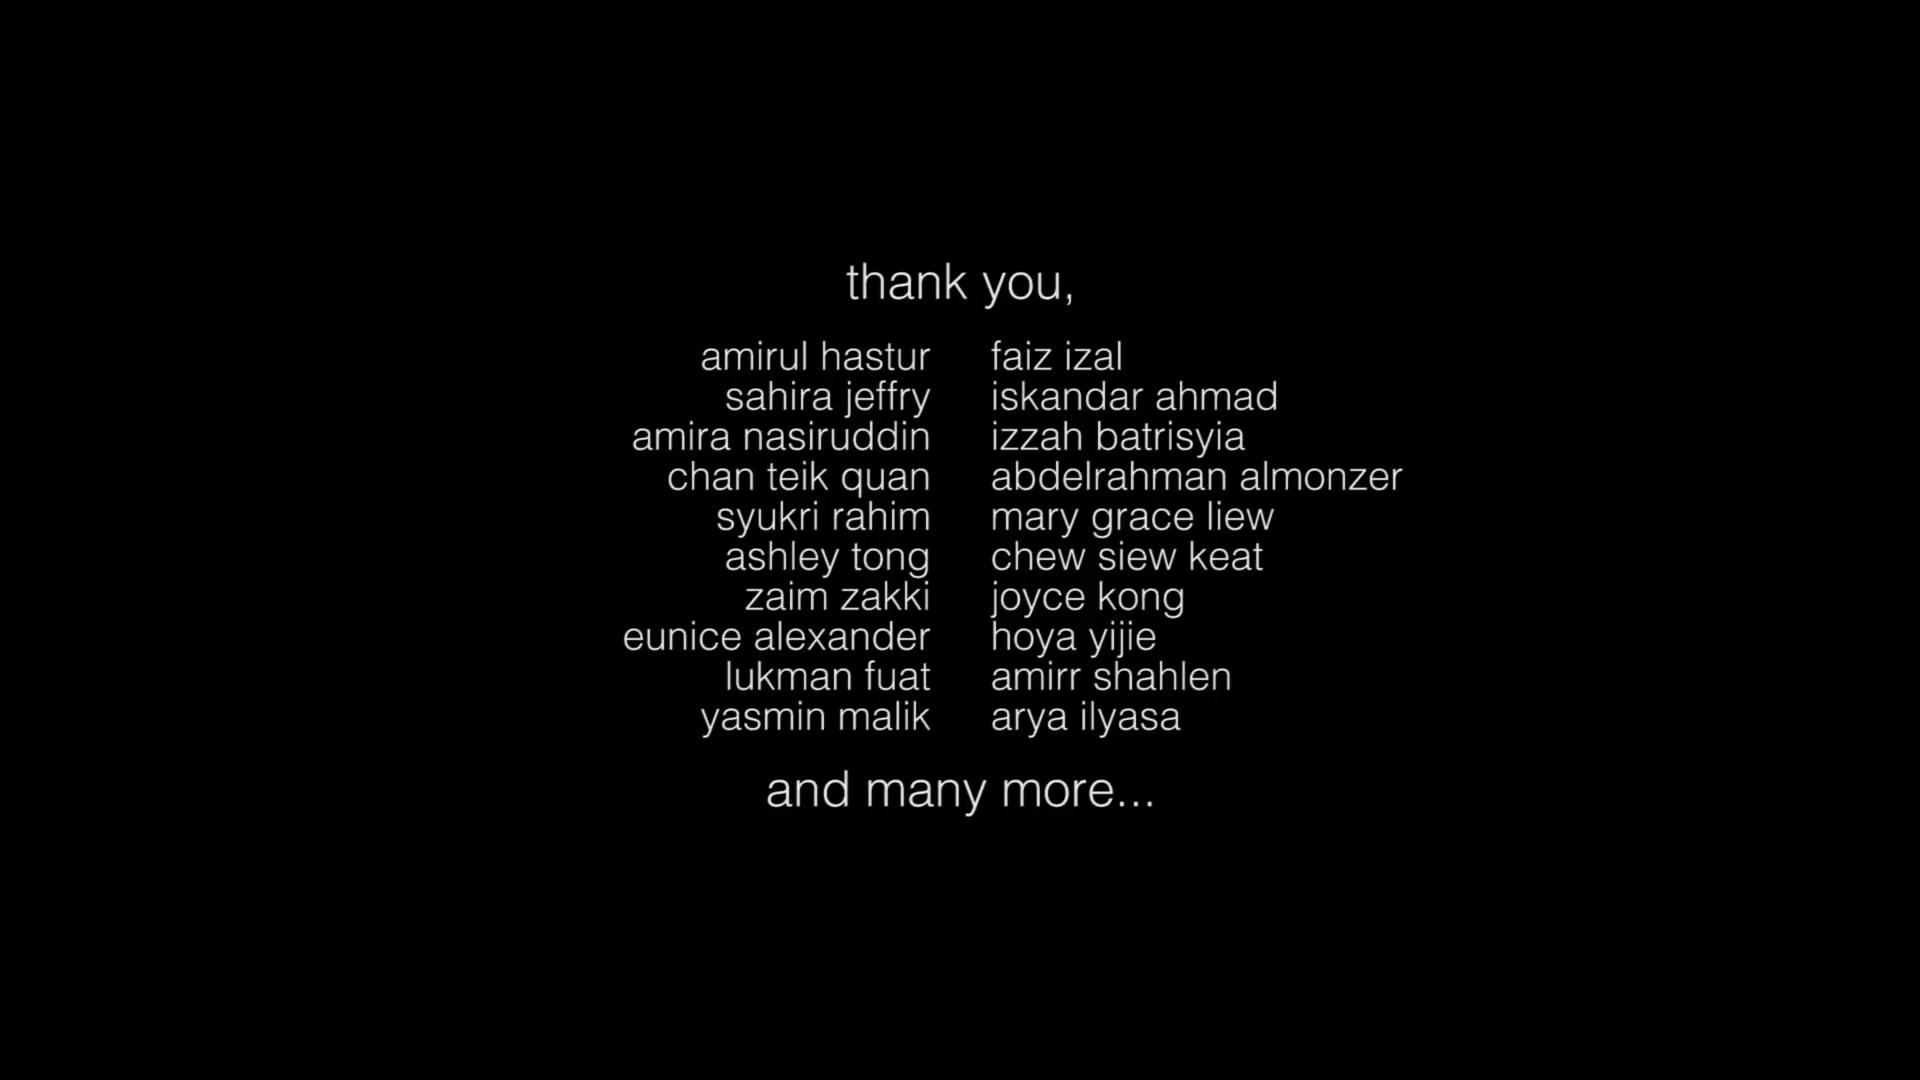 thank you,
amirul hastur faiz izal
sahira jeffry iskandar ahmad
amira nasiruddin izzah batrisyia
chan teik quan abdelrahman almonzer
syukri rahim mary grace liew
ashley tong chew siew keat
zaim zakki joyce kong
eunice alexander hoya yijie
lukman fuat amirr shahlen
yasmin malik arya ilyasa
and many more...